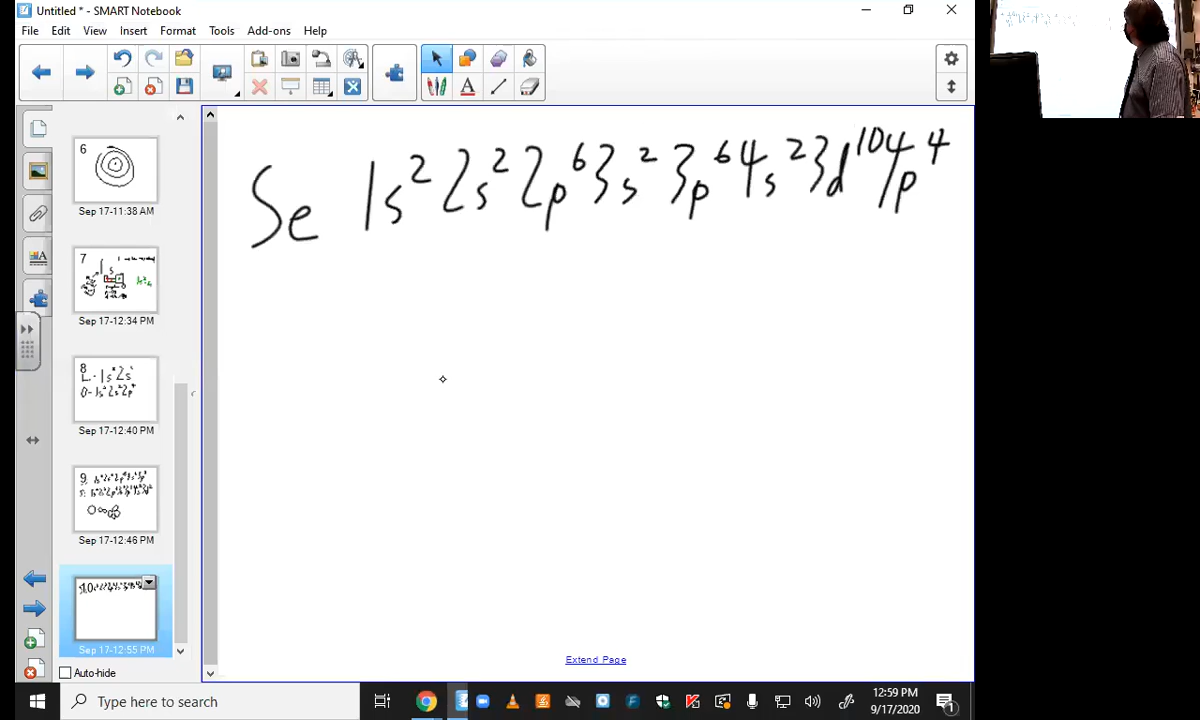 Untitled * - SMART Notebook
File Edit View Insert Format Tools Add-ons Help
6
Sep 17-11:38 AM
7
Sep 17-12:34 PM
8
Sep 17-12:40 PM
9
Sep 17-12:46 PM
10
Sep 17-12:55 PM
Auto-hide
Se 1s² 2s² 2p⁶ 3s² 3p⁶ 4s² 3d¹⁰ 4p⁴
Extend Page
Type here to search
12:59 PM
9/17/2020
1